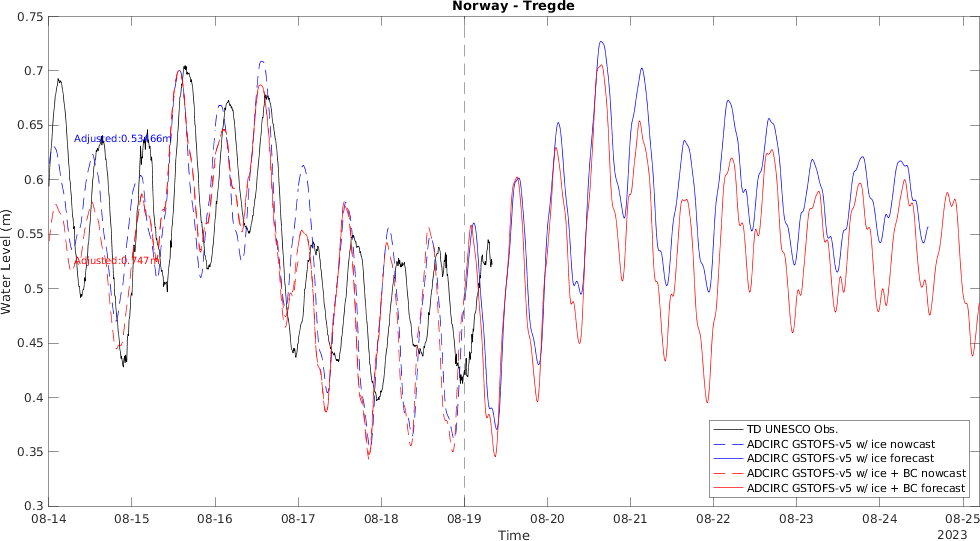 Norway - Tregde
0.75
0.7
0.65
0.6
0.55
0.5
0.45
0.4
0.35
0.3
Water Level (m)
Adjusted:0.53466m
Adjusted:0.747m
TD UNESCO Obs.
ADCIRC GSTOFS-v5 w/ ice nowcast
ADCIRC GSTOFS-v5 w/ ice forecast
ADCIRC GSTOFS-v5 w/ ice + BC nowcast
ADCIRC GSTOFS-v5 w/ ice + BC forecast
08-14 08-15 08-16 08-17 08-18 08-19 08-20 08-21 08-22 08-23 08-24 08-25
Time 2023